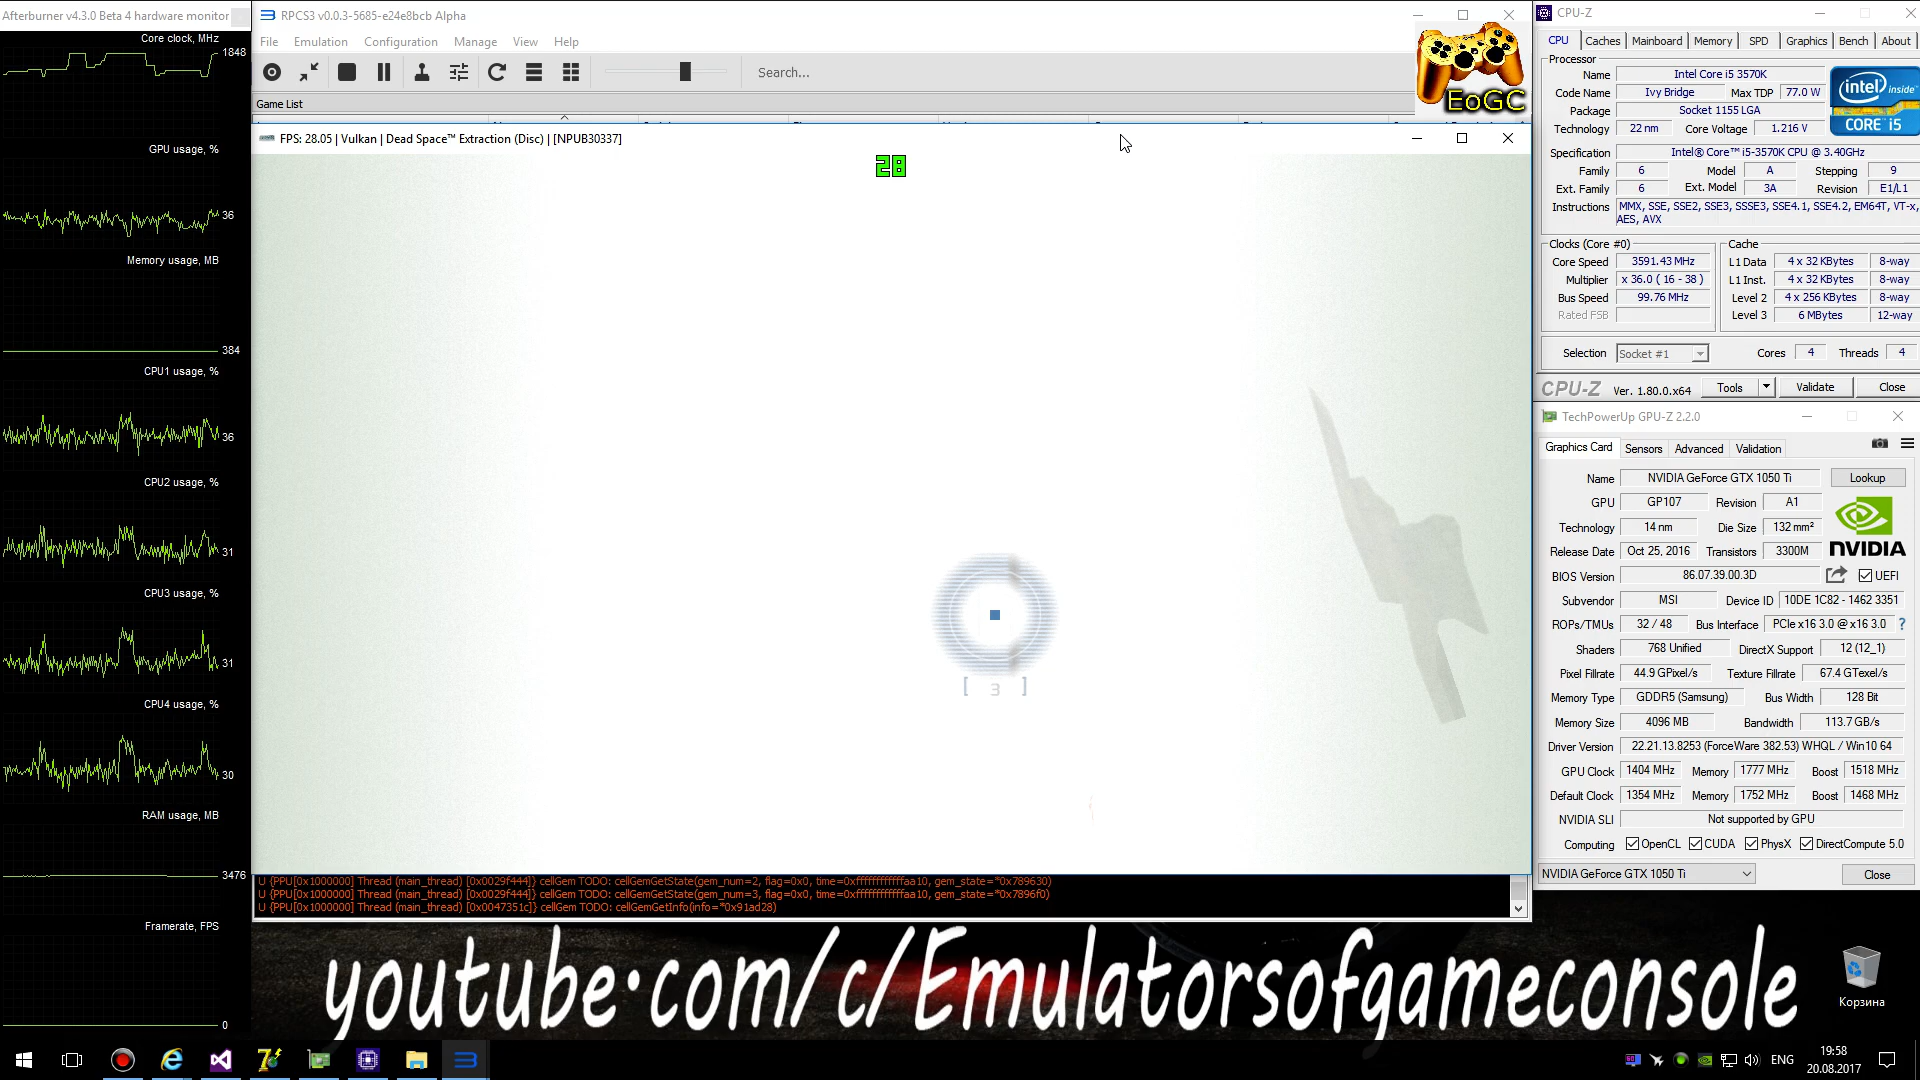 Afterburner v4.3.0 Beta 4 hardware monitor
Core clock, MHz
1848
GPU usage, %
36
Memory usage, MB
384
CPU1 usage, %
36
CPU2 usage, %
31
CPU3 usage, %
31
CPU4 usage, %
30
RAM usage, MB
3476
Framerate, FPS
0
RPCS3 v0.0.3-5685-e24e8bcb Alpha
File Emulation Configuration Manage View Help
Search...
EoGC
Game List
FPS: 28.05 | Vulkan | Dead Space™ Extraction (Disc) | [NPUB30337]
28
[ 3 ]
U {PPU[0x1000000] Thread (main_thread) [0x0029f444]} cellGem TODO: cellGemGetState(gem_num=2, flag=0x0, time=0xffffffffffffaa10, gem_state=*0x789630)
U {PPU[0x1000000] Thread (main_thread) [0x0029f444]} cellGem TODO: cellGemGetState(gem_num=3, flag=0x0, time=0xffffffffffffaa10, gem_state=*0x7896f0)
U {PPU[0x1000000] Thread (main_thread) [0x0047351c]} cellGem TODO: cellGemGetInfo(info=*0x91ad28)
CPU-Z
CPU Caches Mainboard Memory SPD Graphics Bench About
Processor
Name Intel Core i5 3570K
Code Name Ivy Bridge Max TDP 77.0 W
Package Socket 1155 LGA
Technology 22 nm Core Voltage 1.216 V
intel inside
CORE i5
Specification Intel® Core™ i5-3570K CPU @ 3.40GHz
Family 6 Model A Stepping 9
Ext. Family 6 Ext. Model 3A Revision E1/L1
Instructions MMX, SSE, SSE2, SSE3, SSSE3, SSE4.1, SSE4.2, EM64T, VT-x,
AES, AVX
Clocks (Core #0)
Core Speed 3591.43 MHz
Multiplier x 36.0 ( 16 - 38 )
Bus Speed 99.76 MHz
Rated FSB
Cache
L1 Data 4 x 32 KBytes 8-way
L1 Inst. 4 x 32 KBytes 8-way
Level 2 4 x 256 KBytes 8-way
Level 3 6 MBytes 12-way
Selection Socket #1 Cores 4 Threads 4
CPU-Z Ver. 1.80.0.x64 Tools Validate Close
TechPowerUp GPU-Z 2.2.0
Graphics Card Sensors Advanced Validation
Name NVIDIA GeForce GTX 1050 Ti Lookup
GPU GP107 Revision A1
Technology 14 nm Die Size 132 mm²
Release Date Oct 25, 2016 Transistors 3300M
NVIDIA
BIOS Version 86.07.39.00.3D UEFI
Subvendor MSI Device ID 10DE 1C82 - 1462 3351
ROPs/TMUs 32 / 48 Bus Interface PCIe x16 3.0 @ x16 3.0 ?
Shaders 768 Unified DirectX Support 12 (12_1)
Pixel Fillrate 44.9 GPixel/s Texture Fillrate 67.4 GTexel/s
Memory Type GDDR5 (Samsung) Bus Width 128 Bit
Memory Size 4096 MB Bandwidth 113.7 GB/s
Driver Version 22.21.13.8253 (ForceWare 382.53) WHQL / Win10 64
GPU Clock 1404 MHz Memory 1777 MHz Boost 1518 MHz
Default Clock 1354 MHz Memory 1752 MHz Boost 1468 MHz
NVIDIA SLI Not supported by GPU
Computing OpenCL CUDA PhysX DirectCompute 5.0
NVIDIA GeForce GTX 1050 Ti Close
youtube.com/c/Emulatorsofgameconsole
Корзина
ENG
19:58
20.08.2017